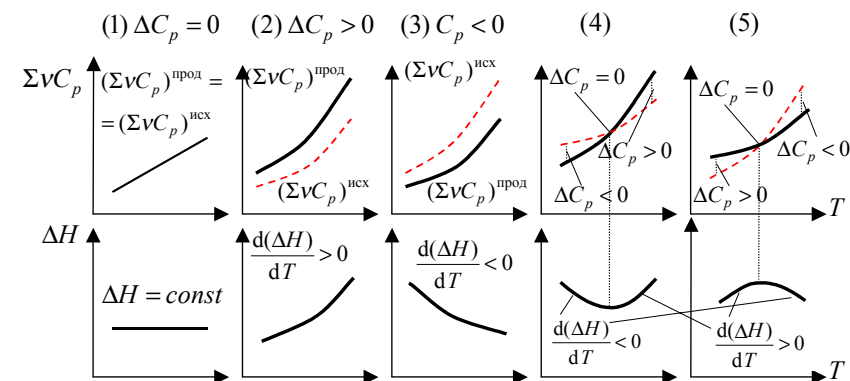 (1) ΔC_p = 0 (2) ΔC_p > 0 (3) C_p < 0 (4) (5)
ΣνC_p
(ΣνC_p)^прод =
= (ΣνC_p)^исх
(ΣνC_p)^прод
(ΣνC_p)^исх
(ΣνC_p)^исх
(ΣνC_p)^прод
ΔC_p = 0
ΔC_p > 0
ΔC_p < 0
ΔC_p = 0
ΔC_p < 0
ΔC_p > 0
T
ΔH
ΔH = const
d(ΔH)
dT
> 0
d(ΔH)
dT
< 0
d(ΔH)
dT
< 0
d(ΔH)
dT
> 0
T